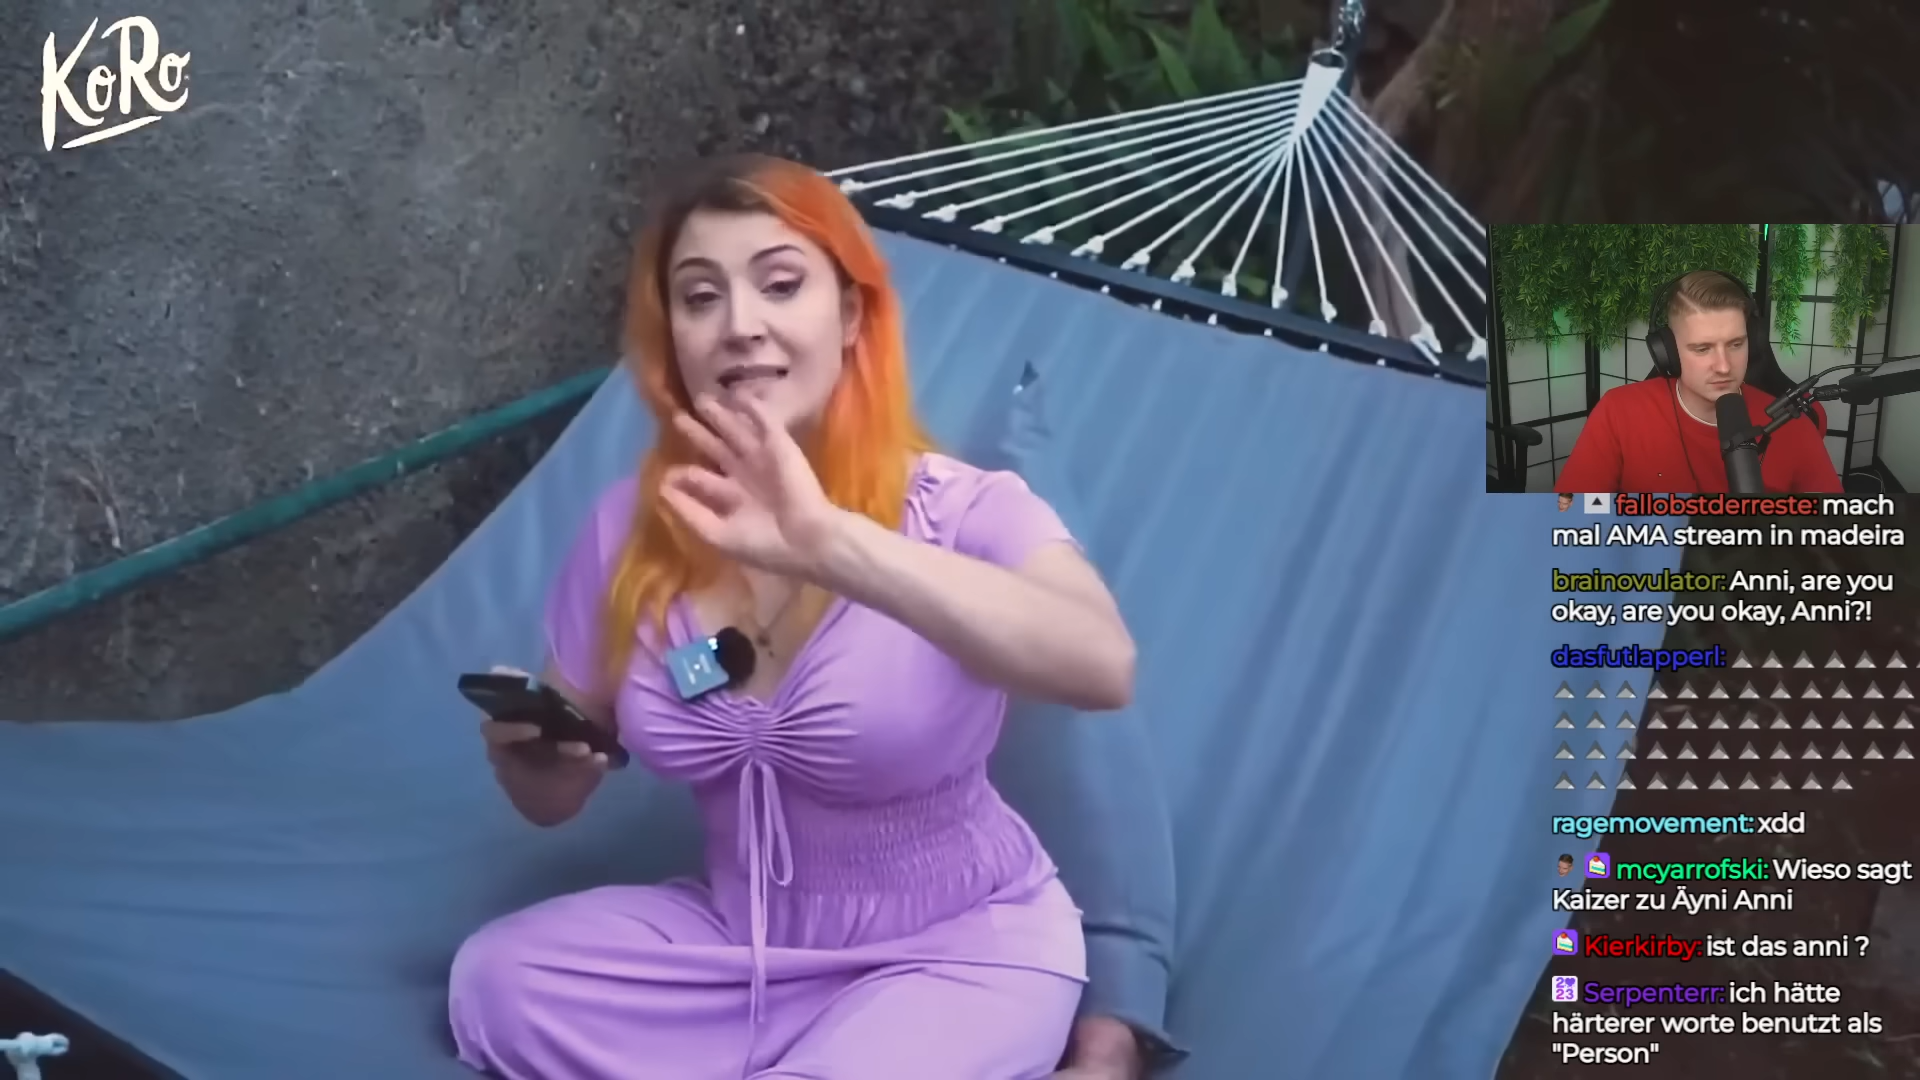 KoRo
fallobstderreste: mach
mal AMA stream in madeira
brainovulator: Anni, are you
okay, are you okay, Anni?!
dasfutlapperl:
ragemovement: xdd
mcyarrofski: Wieso sagt
Kaizer zu Äyni Anni
Kierkirby: ist das anni ?
2023
Serpenterr: ich hätte
härterer worte benutzt als
"Person"